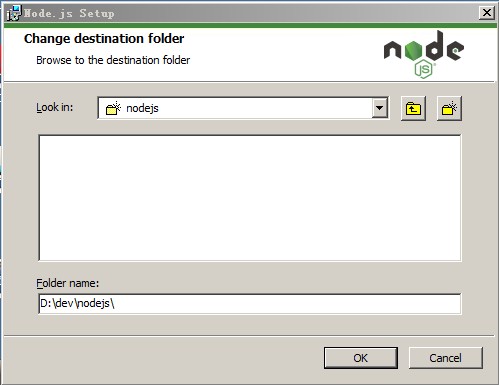 Node.js Setup
Change destination folder
Browse to the destination folder
node
JS
Look in:
nodejs
Folder name:
D:\dev\nodejs\
OK
Cancel